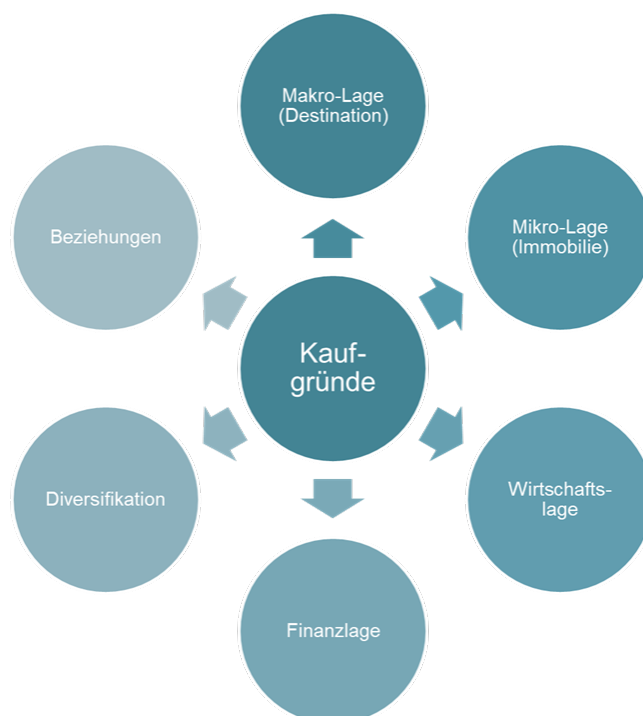 Makro-Lage
(Destination)
Mikro-Lage
(Immobilie)
Wirtschafts-
lage
Finanzlage
Diversifikation
Beziehungen
Kauf-
gründe